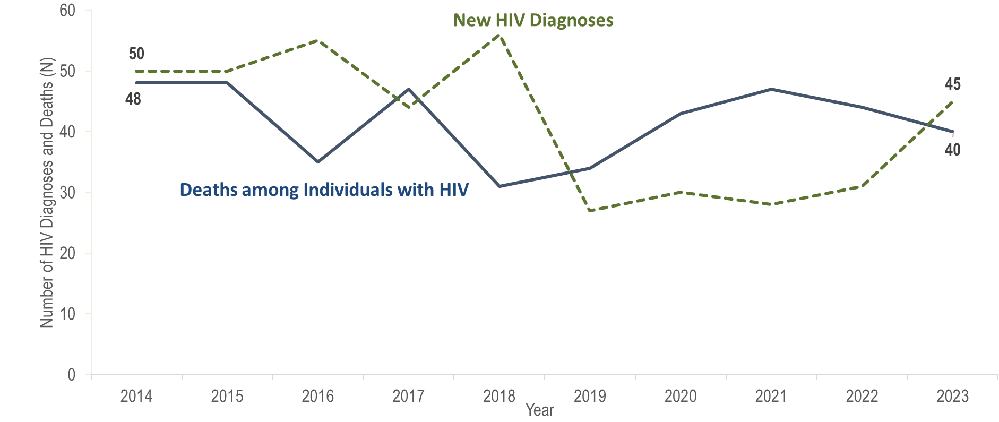 60
New HIV Diagnoses
50
50
48
45
40
40
Deaths among Individuals with HIV
30
20
10
0
Number of HIV Diagnoses and Deaths (N)
2014 2015 2016 2017 2018 2019 2020 2021 2022 2023
Year